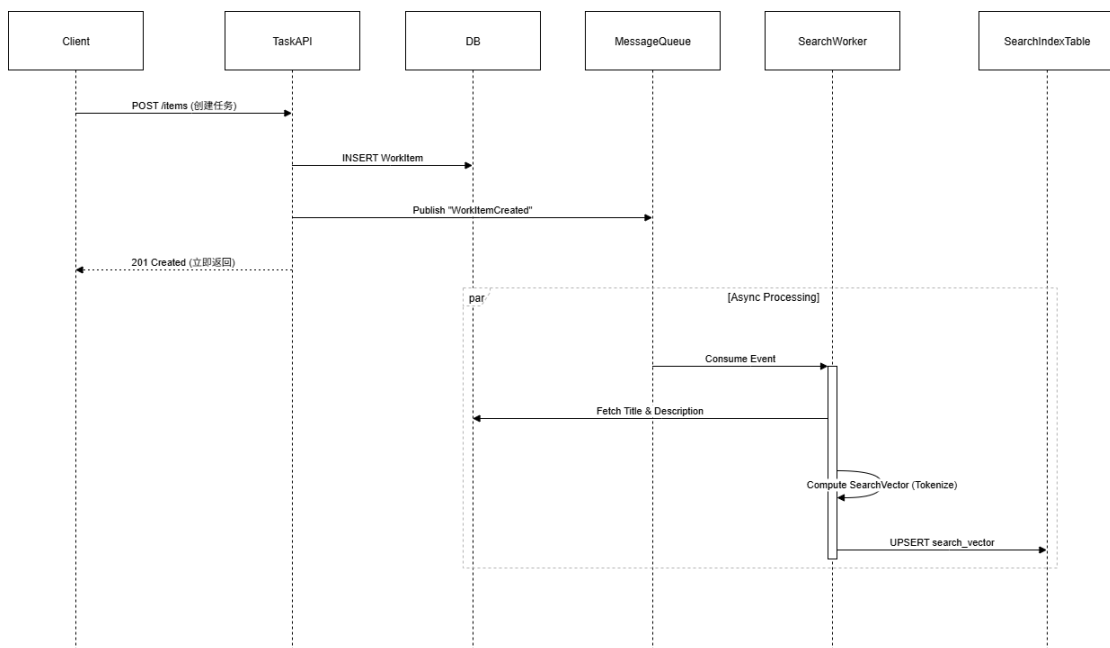 Client
TaskAPI
DB
MessageQueue
SearchWorker
SearchIndexTable
POST /items (创建任务)
INSERT WorkItem
Publish "WorkItemCreated"
201 Created (立即返回)
par
[Async Processing]
Consume Event
Fetch Title & Description
Compute SearchVector (Tokenize)
UPSERT search_vector